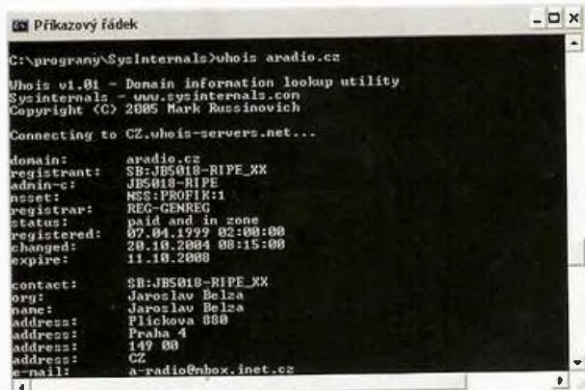 Příkazový řádek
C:\programy\SysInternals>whois aradio.cz
Whois v1.01 - Domain information lookup utility
Sysinternals - www.sysinternals.com
Copyright (C) 2005 Mark Russinovich
Connecting to CZ.whois-servers.net...
domain: aradio.cz
registrant: SB:JB5018-RIPE_XX
admin-c: JB5018-RIPE
nsset: NSS:PROFIK:1
registrar: REG-GENREG
status: paid and in zone
registered: 07.04.1999 02:00:00
changed: 20.10.2004 08:15:00
expire: 11.10.2008
contact: SB:JB5018-RIPE_XX
org: Jaroslav Belza
name: Jaroslav Belza
address: Plickova 880
address: Praha 4
address: 149 00
address: CZ
e-mail: a-radio@mbox.inet.cz